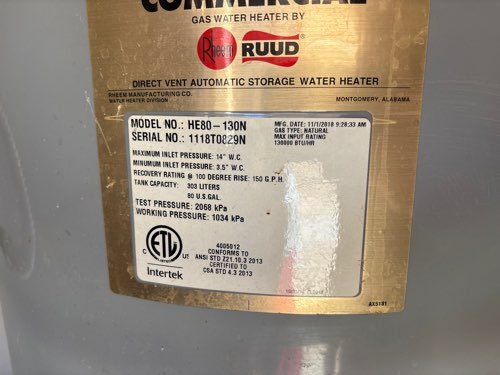 COMMERCIAL
GAS WATER HEATER BY
Rheem RUUD
DIRECT VENT AUTOMATIC STORAGE WATER HEATER
RHEEM MANUFACTURING CO.
WATER HEATER DIVISION
MONTGOMERY, ALABAMA
MODEL NO.: HE80-130N
SERIAL NO.: 1118T0829N
MFG. DATE: 11/1/2018 9:28:33 AM
GAS TYPE: NATURAL
MAX INPUT RATING
130000 BTU/HR
MAXIMUM INLET PRESSURE: 14" W.C.
MINIMUM INLET PRESSURE: 3.5" W.C.
RECOVERY RATING @ 100 DEGREE RISE: 150 G.P.H.
TANK CAPACITY: 303 LITERS
80 U.S.GAL.
TEST PRESSURE: 2068 kPa
WORKING PRESSURE: 1034 kPa
C ETL US
Intertek
4006012
CONFORMS TO
ANSI STD Z21.10.3 2013
CERTIFIED TO
CSA STD 4.3 2013
AX5181